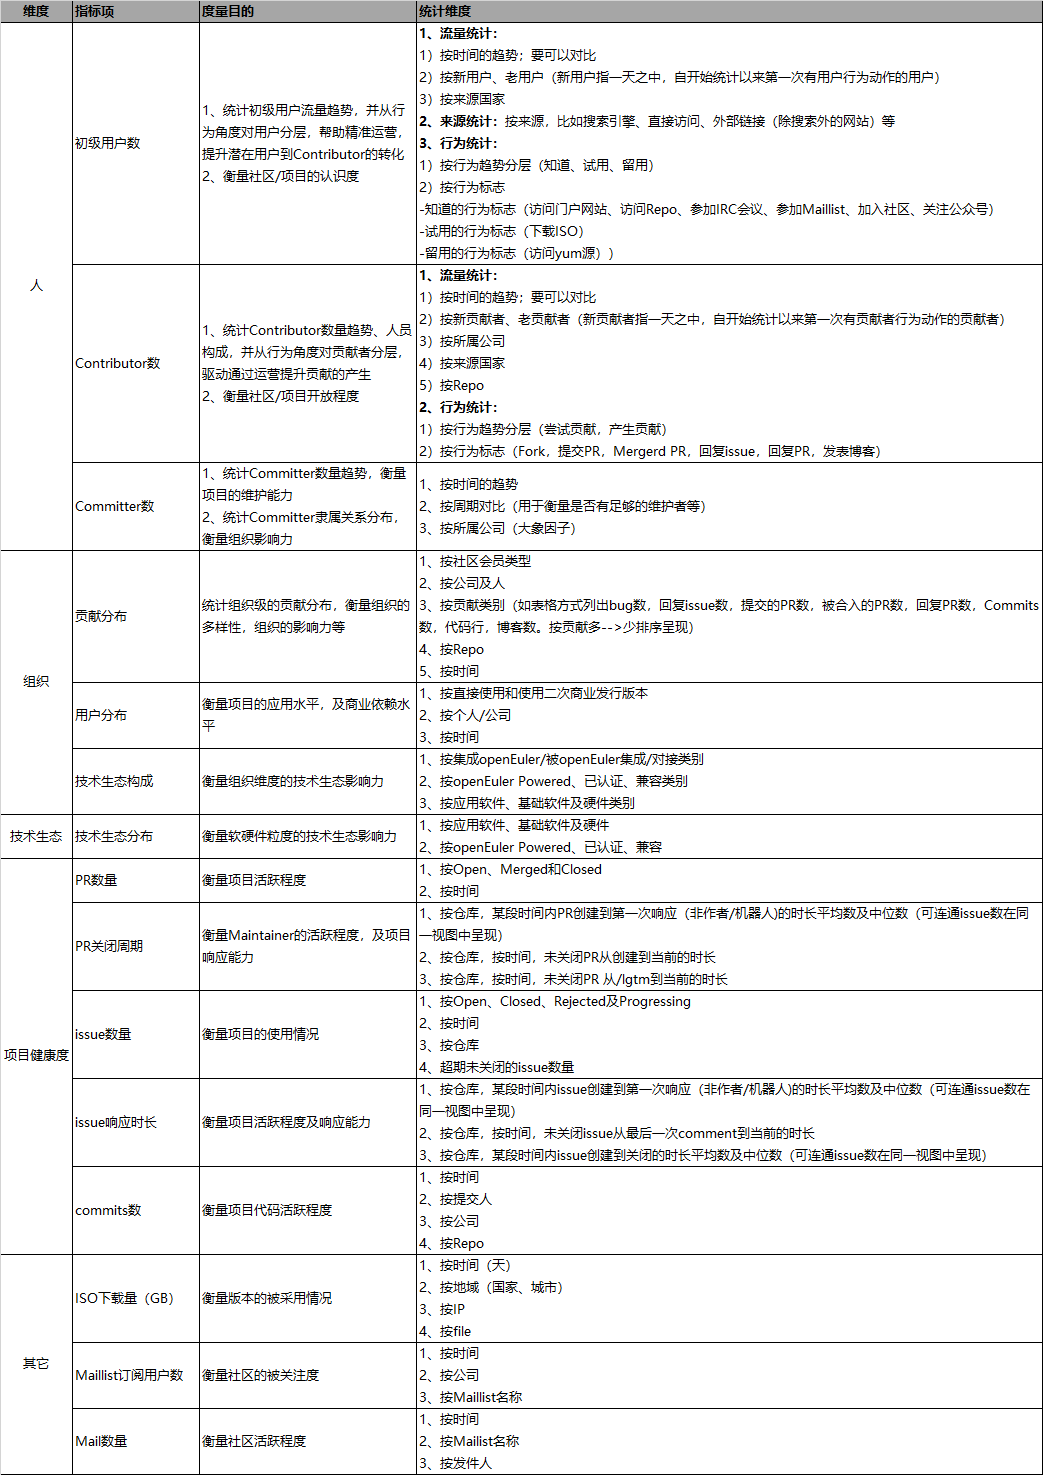 维度 指标项 度量目的 统计维度
人
初级用户数
1、统计初级用户流量趋势，并从行
为角度对用户分层，帮助精准运营，
提升潜在用户到Contributor的转化
2、衡量社区/项目的认识度
1、流量统计：
1）按时间的趋势；要可以对比
2）按新用户、老用户（新用户指一天之中，自开始统计以来第一次有用户行为动作的用户）
3）按来源国家
2、来源统计：按来源，比如搜索引擎、直接访问、外部链接（除搜索外的网站）等
3、行为统计：
1）按行为趋势分层（知道、试用、留用）
2）按行为标志
-知道的行为标志（访问门户网站、访问Repo、参加IRC会议、参加Maillist、加入社区、关注公众号）
-试用的行为标志（下载ISO）
-留用的行为标志（访问yum源））
Contributor数
1、统计Contributor数量趋势、人员
构成，并从行为角度对贡献者分层，
驱动通过运营提升贡献的产生
2、衡量社区/项目开放程度
1、流量统计：
1）按时间的趋势；要可以对比
2）按新贡献者、老贡献者（新贡献者指一天之中，自开始统计以来第一次有贡献者行为动作的贡献者）
3）按所属公司
4）按来源国家
5）按Repo
2、行为统计：
1）按行为趋势分层（尝试贡献，产生贡献）
2）按行为标志（Fork，提交PR，Mergerd PR，回复issue，回复PR，发表博客）
Committer数
1、统计Committer数量趋势，衡量
项目的维护能力
2、统计Committer隶属关系分布，
衡量组织影响力
1、按时间的趋势
2、按周期对比（用于衡量是否有足够的维护者等）
3、按所属公司（大象因子）
组织
贡献分布
统计组织级的贡献分布，衡量组织的
多样性，组织的影响力等
1、按社区会员类型
2、按公司及人
3、按贡献类别（如表格方式列出bug数，回复issue数，提交的PR数，被合入的PR数，回复PR数，Commits
数，代码行，博客数。按贡献多-->少排序呈现）
4、按Repo
5、按时间
用户分布
衡量项目的应用水平，及商业依赖水
平
1、按直接使用和使用二次商业发行版本
2、按个人/公司
3、按时间
技术生态构成
衡量组织维度的技术生态影响力
1、按集成openEuler/被openEuler集成/对接类别
2、按openEuler Powered、已认证、兼容类别
3、按应用软件、基础软件及硬件类别
技术生态
技术生态分布
衡量软硬件粒度的技术生态影响力
1、按应用软件、基础软件及硬件
2、按openEuler Powered、已认证、兼容
项目健康度
PR数量
衡量项目活跃程度
1、按Open、Merged和Closed
2、按时间
PR关闭周期
衡量Maintainer的活跃程度，及项目
响应能力
1、按仓库，某段时间内PR创建到第一次响应（非作者/机器人)的时长平均数及中位数（可连通issue数在同
一视图中呈现）
2、按仓库，按时间，未关闭PR从创建到当前的时长
3、按仓库，按时间，未关闭PR 从/lgtm到当前的时长
issue数量
衡量项目的使用情况
1、按Open、Closed、Rejected及Progressing
2、按时间
3、按仓库
4、超期未关闭的issue数量
issue响应时长
衡量项目活跃程度及响应能力
1、按仓库，某段时间内issue创建到第一次响应（非作者/机器人)的时长平均数及中位数（可连通issue数在
同一视图中呈现）
2、按仓库，按时间，未关闭issue从最后一次comment到当前的时长
3、按仓库，某段时间内issue创建到关闭的时长平均数及中位数（可连通issue数在同一视图中呈现）
commits数
衡量项目代码活跃程度
1、按时间
2、按提交人
3、按公司
4、按Repo
其它
ISO下载量（GB）
衡量版本的被采用情况
1、按时间（天）
2、按地域（国家、城市）
3、按IP
4、按file
Maillist订阅用户数
衡量社区的被关注度
1、按时间
2、按公司
3、按Maillist名称
Mail数量
衡量社区活跃程度
1、按时间
2、按Mailist名称
3、按发件人